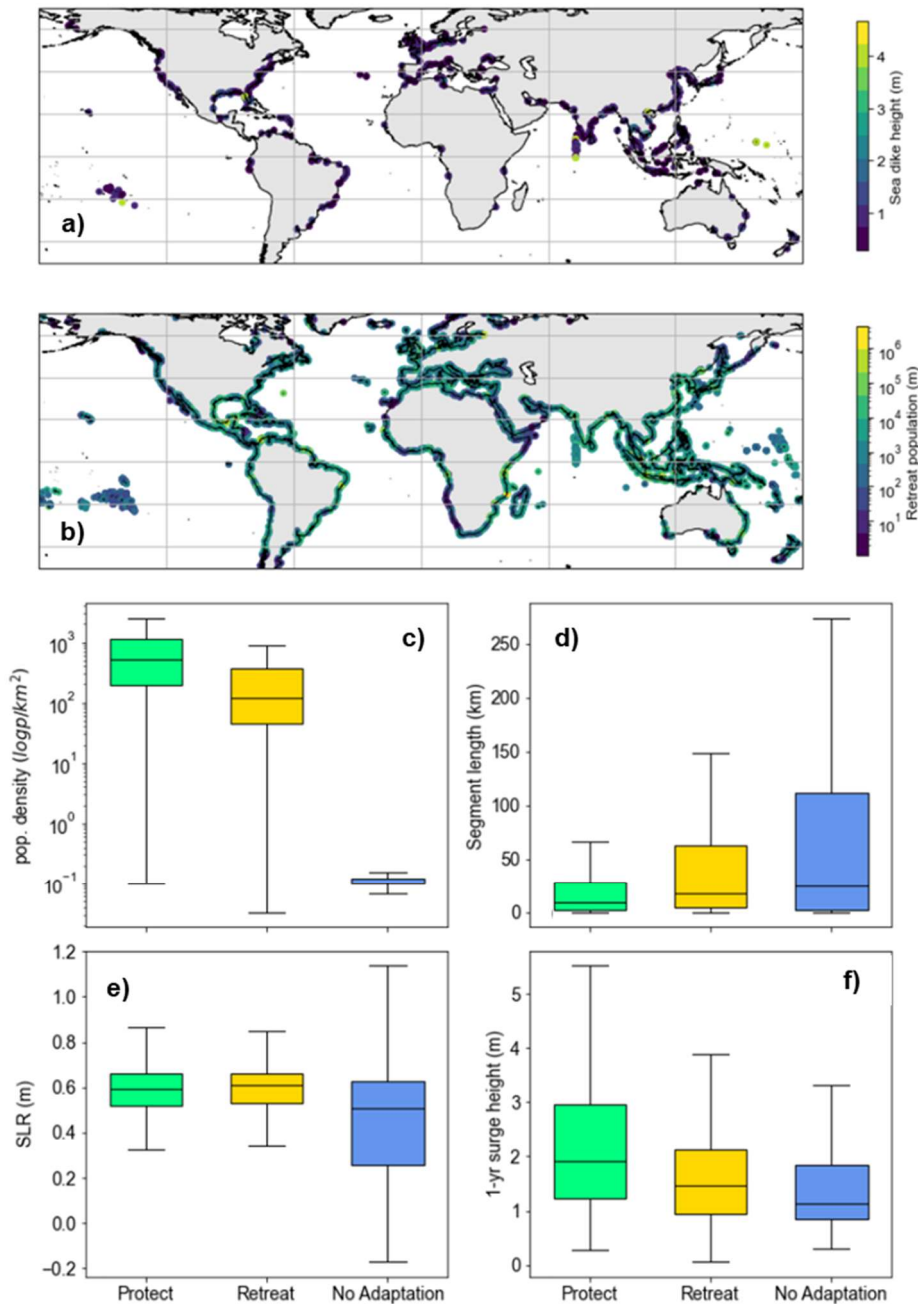 a)
4
3
2
1
Sea dike height (m)
b)
10^6
10^5
10^4
10^3
10^2
10^1
Retreat population (m)
c)
10^3
10^2
10^1
10^0
10^-1
pop. density (logp/km^2)
d)
250
200
150
100
50
0
Segment length (km)
e)
1.2
1.0
0.8
0.6
0.4
0.2
0.0
−0.2
SLR (m)
Protect Retreat No Adaptation
f)
5
4
3
2
1
0
1-yr surge height (m)
Protect Retreat No Adaptation